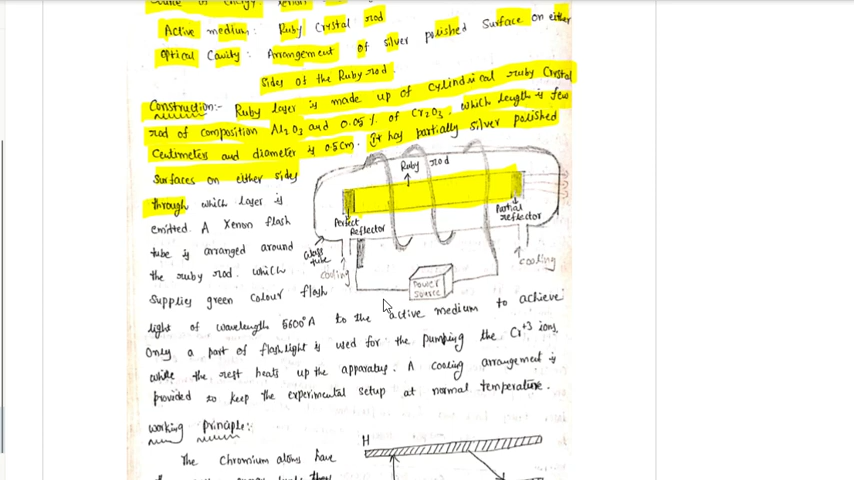 Source of energy: Xenon
Active medium: Ruby Crystal rod
Optical Cavity: Arrangement of silver polished Surface on either
sides of the Ruby rod
Construction:- Ruby laser is made up of Cylindrical ruby Crystal
rod of composition Al2O3 and 0.05% of Cr2O3, which length is few
Centimeters and diameter is 0.5cm. It has partially silver polished
Surfaces on either sides
through which laser is
emitted. A Xenon flash
tube is arranged around
the ruby rod. which
supplies green colour flash
Ruby rod
Perfect
Reflector
Partial
reflector
Glass
tube
cooling
cooling
Power
Source
light of wavelength 5600°A to the active medium to achieve
Only a part of flashlight is used for the pumping the Cr+3 ions,
while the rest heats up the apparatus. A cooling arrangement is
provided to keep the experimental setup at normal temperature.
Working Prinple:
The Chromium atoms have
H